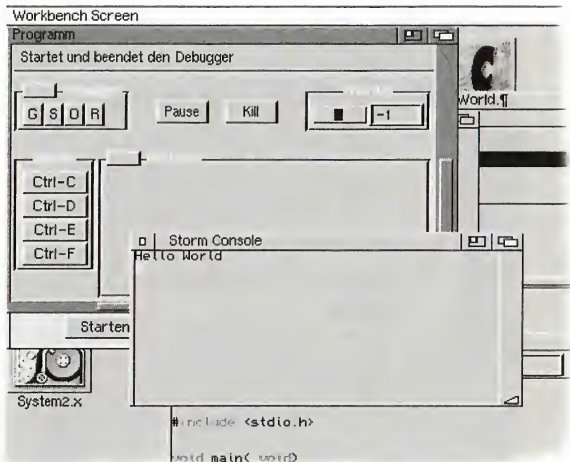 Workbench Screen
Programm
Startet und beendet den Debugger
World.¶
G S O R
Pause
Kill
-1
Ctrl-C
Ctrl-D
Ctrl-E
Ctrl-F
Storm Console
Hello World
Starten
System2.x
#include <stdio.h>
void main( void)